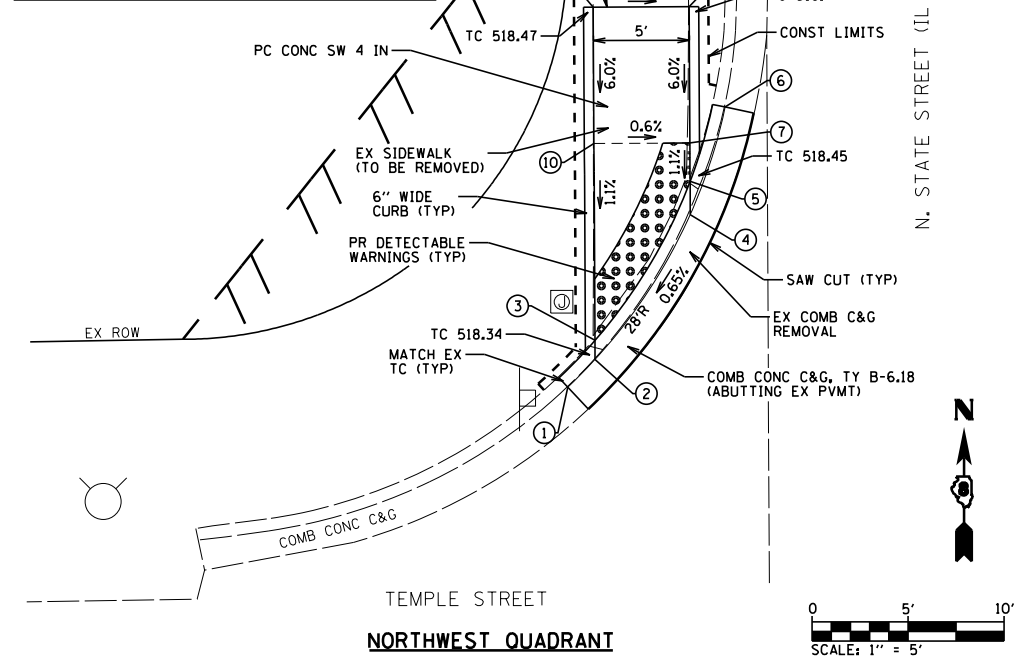 TC 518.47
5'
CONST LIMITS
N. STATE STREET (IL
PC CONC SW 4 IN
6.0%
6.0%
6
0.6%
7
EX SIDEWALK
(TO BE REMOVED)
10
1.1%
TC 518.45
6" WIDE
CURB (TYP)
1.1%
5
PR DETECTABLE
WARNINGS (TYP)
4
SAW CUT (TYP)
0.65%
J
3
28'R
EX COMB C&G
REMOVAL
EX ROW
TC 518.34
MATCH EX
TC (TYP)
COMB CONC C&G, TY B-6.18
(ABUTTING EX PVMT)
2
1
N
S
COMB CONC C&G
TEMPLE STREET
NORTHWEST QUADRANT
0 5' 10'
SCALE: 1" = 5'